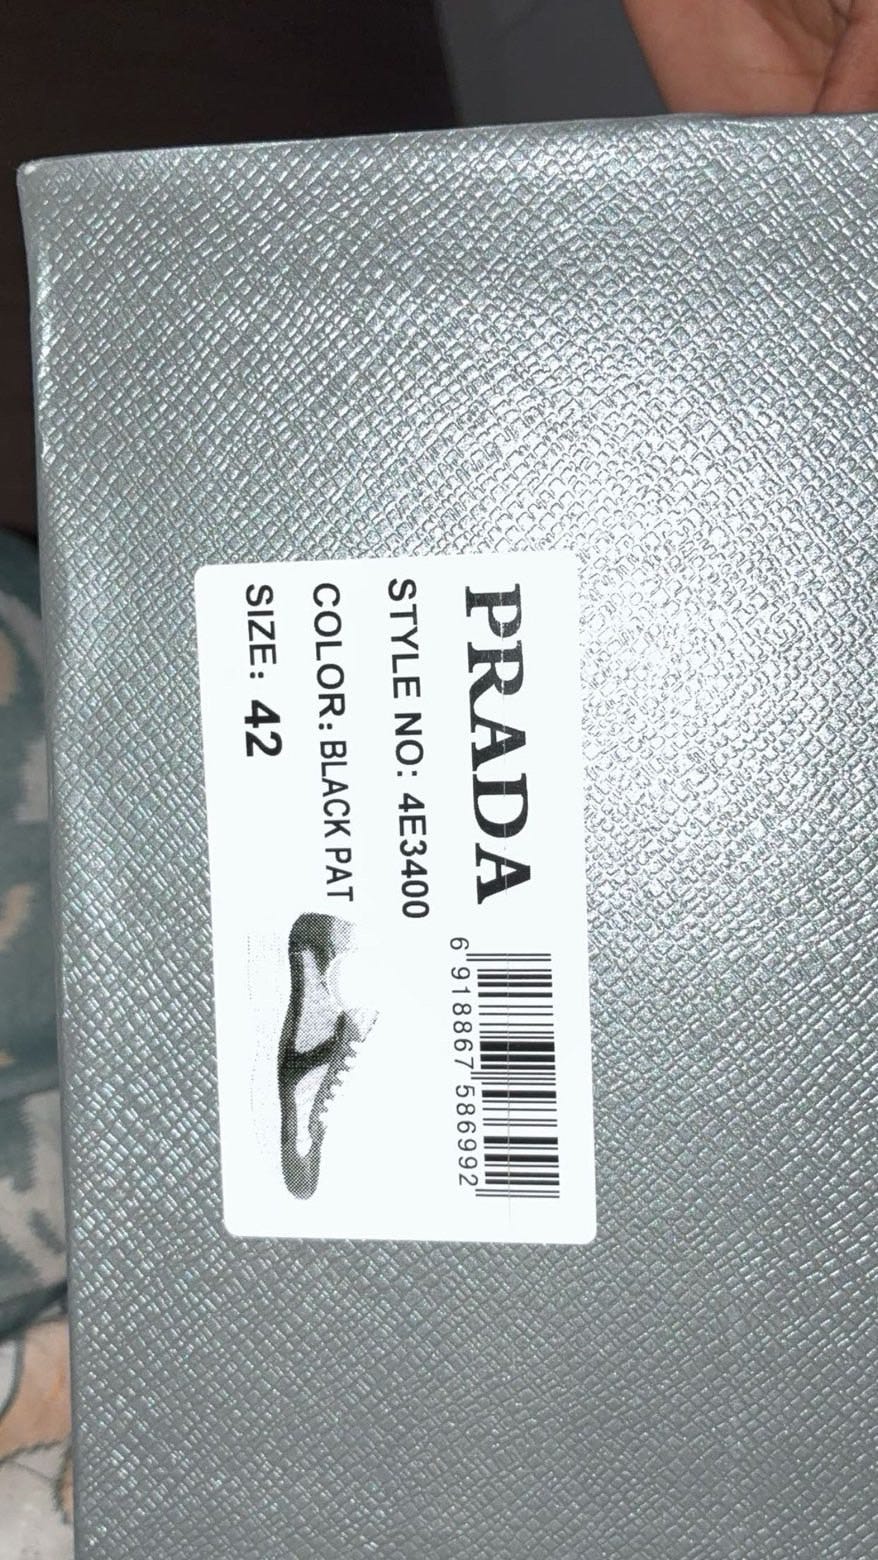 PRADA
STYLE NO: 4E3400
COLOR: BLACK PAT
SIZE: 42
6 918867 586992